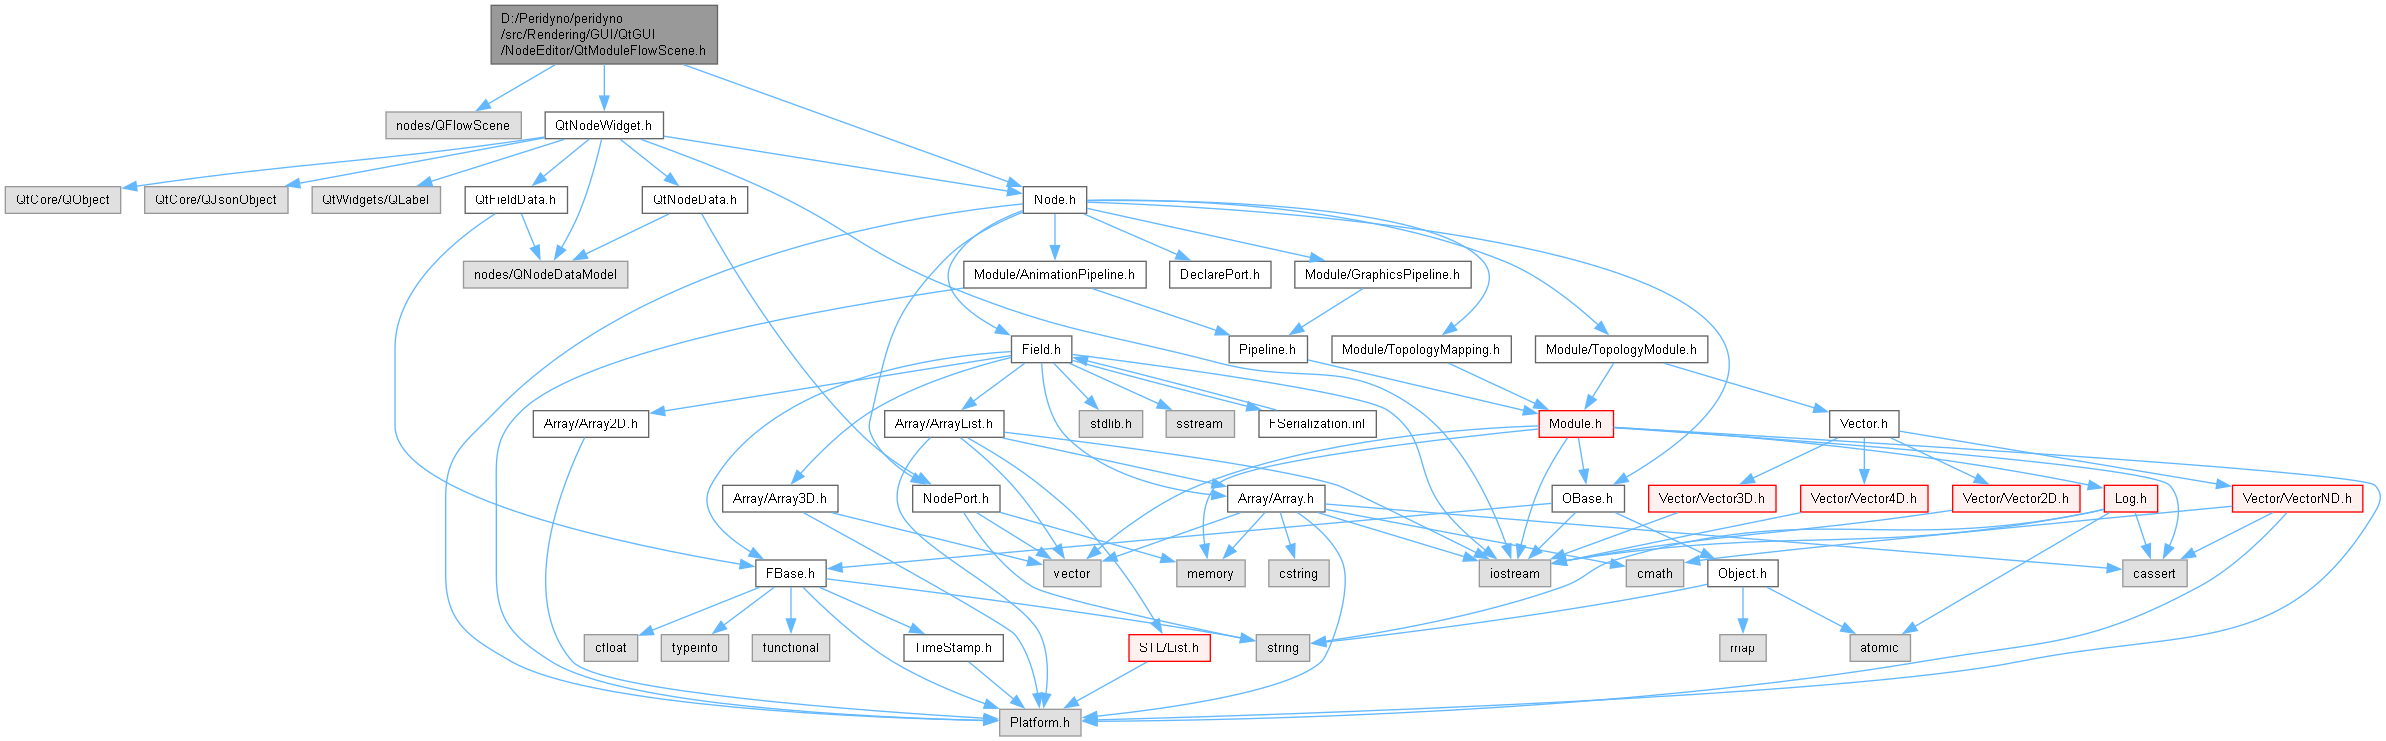 D:/Peridyno/peridyno
/src/Rendering/GUI/QtGUI
/NodeEditor/QtModuleFlowScene.h
nodes/QFlowScene
QtNodeWidget.h
QtCore/QObject
QtCore/QJsonObject
QtWidgets/QLabel
QtFieldData.h
QtNodeData.h
Node.h
nodes/QNodeDataModel
Module/AnimationPipeline.h
DeclarePort.h
Module/GraphicsPipeline.h
Field.h
Pipeline.h
Module/TopologyMapping.h
Module/TopologyModule.h
Array/Array2D.h
Array/ArrayList.h
stdlib.h
sstream
FSerialization.inl
Module.h
Vector.h
Array/Array3D.h
NodePort.h
Array/Array.h
OBase.h
Vector/Vector3D.h
Vector/Vector4D.h
Vector/Vector2D.h
Log.h
Vector/VectorND.h
FBase.h
vector
memory
cstring
iostream
cmath
Object.h
cassert
cfloat
typeinfo
functional
TimeStamp.h
STL/List.h
string
map
atomic
Platform.h